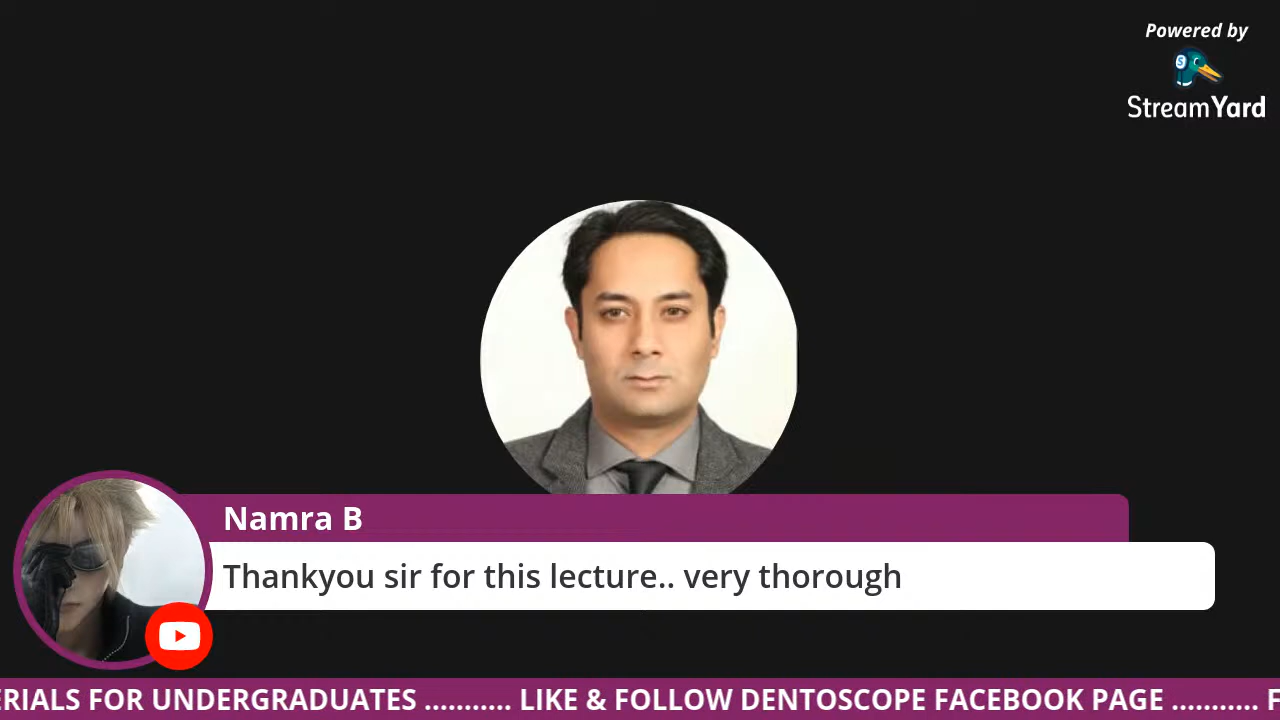 Powered by
StreamYard
Namra B
Thankyou sir for this lecture.. very thorough
ERIALS FOR UNDERGRADUATES ........... LIKE & FOLLOW DENTOSCOPE FACEBOOK PAGE ........... F